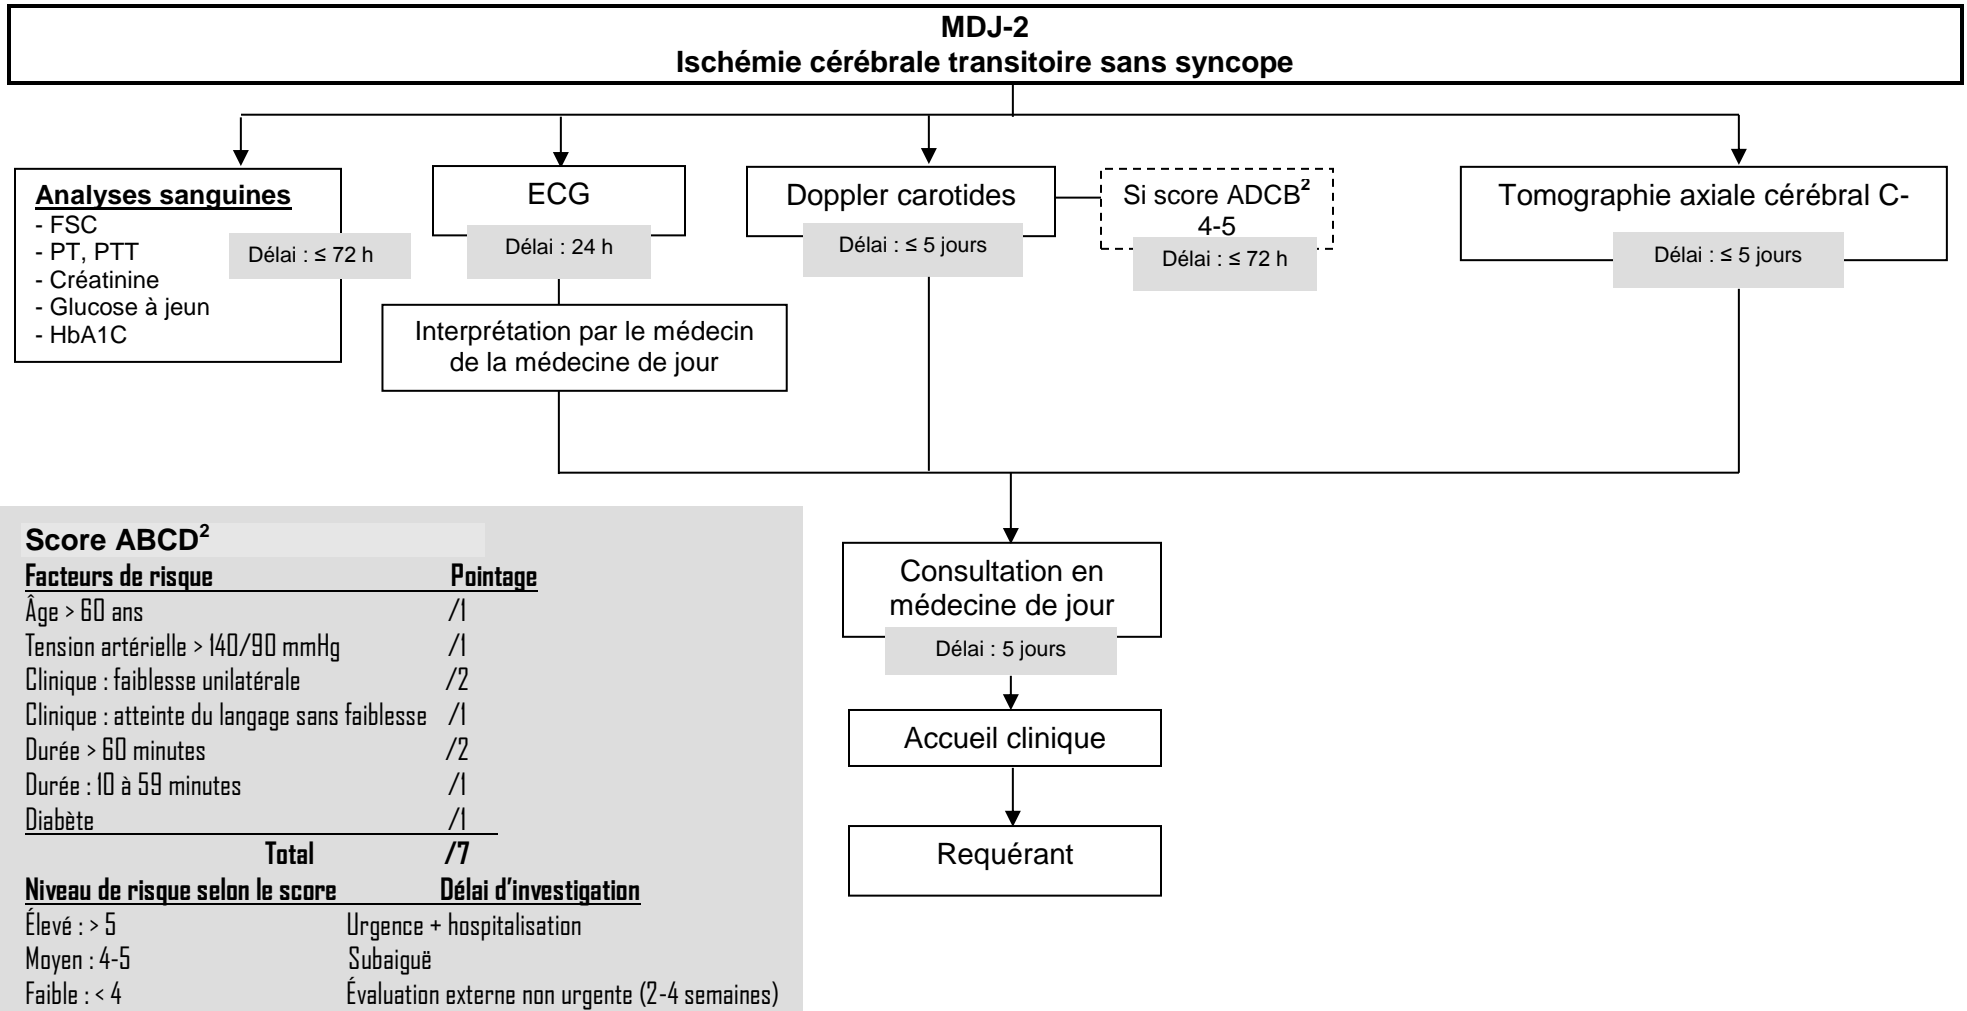 MDJ-2
Ischémie cérébrale transitoire sans syncope
Analyses sanguines
- FSC
- PT, PTT
- Créatinine
- Glucose à jeun
- HbA1C
Délai : ≤ 72 h
ECG
Délai : 24 h
Interprétation par le médecin
de la médecine de jour
Doppler carotides
Délai : ≤ 5 jours
Si score ADCB²
4-5
Délai : ≤ 72 h
Tomographie axiale cérébral C-
Délai : ≤ 5 jours
Consultation en
médecine de jour
Délai : 5 jours
Accueil clinique
Requérant
Score ABCD²
Facteurs de risque Pointage
Âge > 60 ans /1
Tension artérielle > 140/90 mmHg /1
Clinique : faiblesse unilatérale /2
Clinique : atteinte du langage sans faiblesse /1
Durée > 60 minutes /2
Durée : 10 à 59 minutes /1
Diabète /1
Total /7
Niveau de risque selon le score Délai d'investigation
Élevé : > 5 Urgence + hospitalisation
Moyen : 4-5 Subaiguë
Faible : < 4 Évaluation externe non urgente (2-4 semaines)